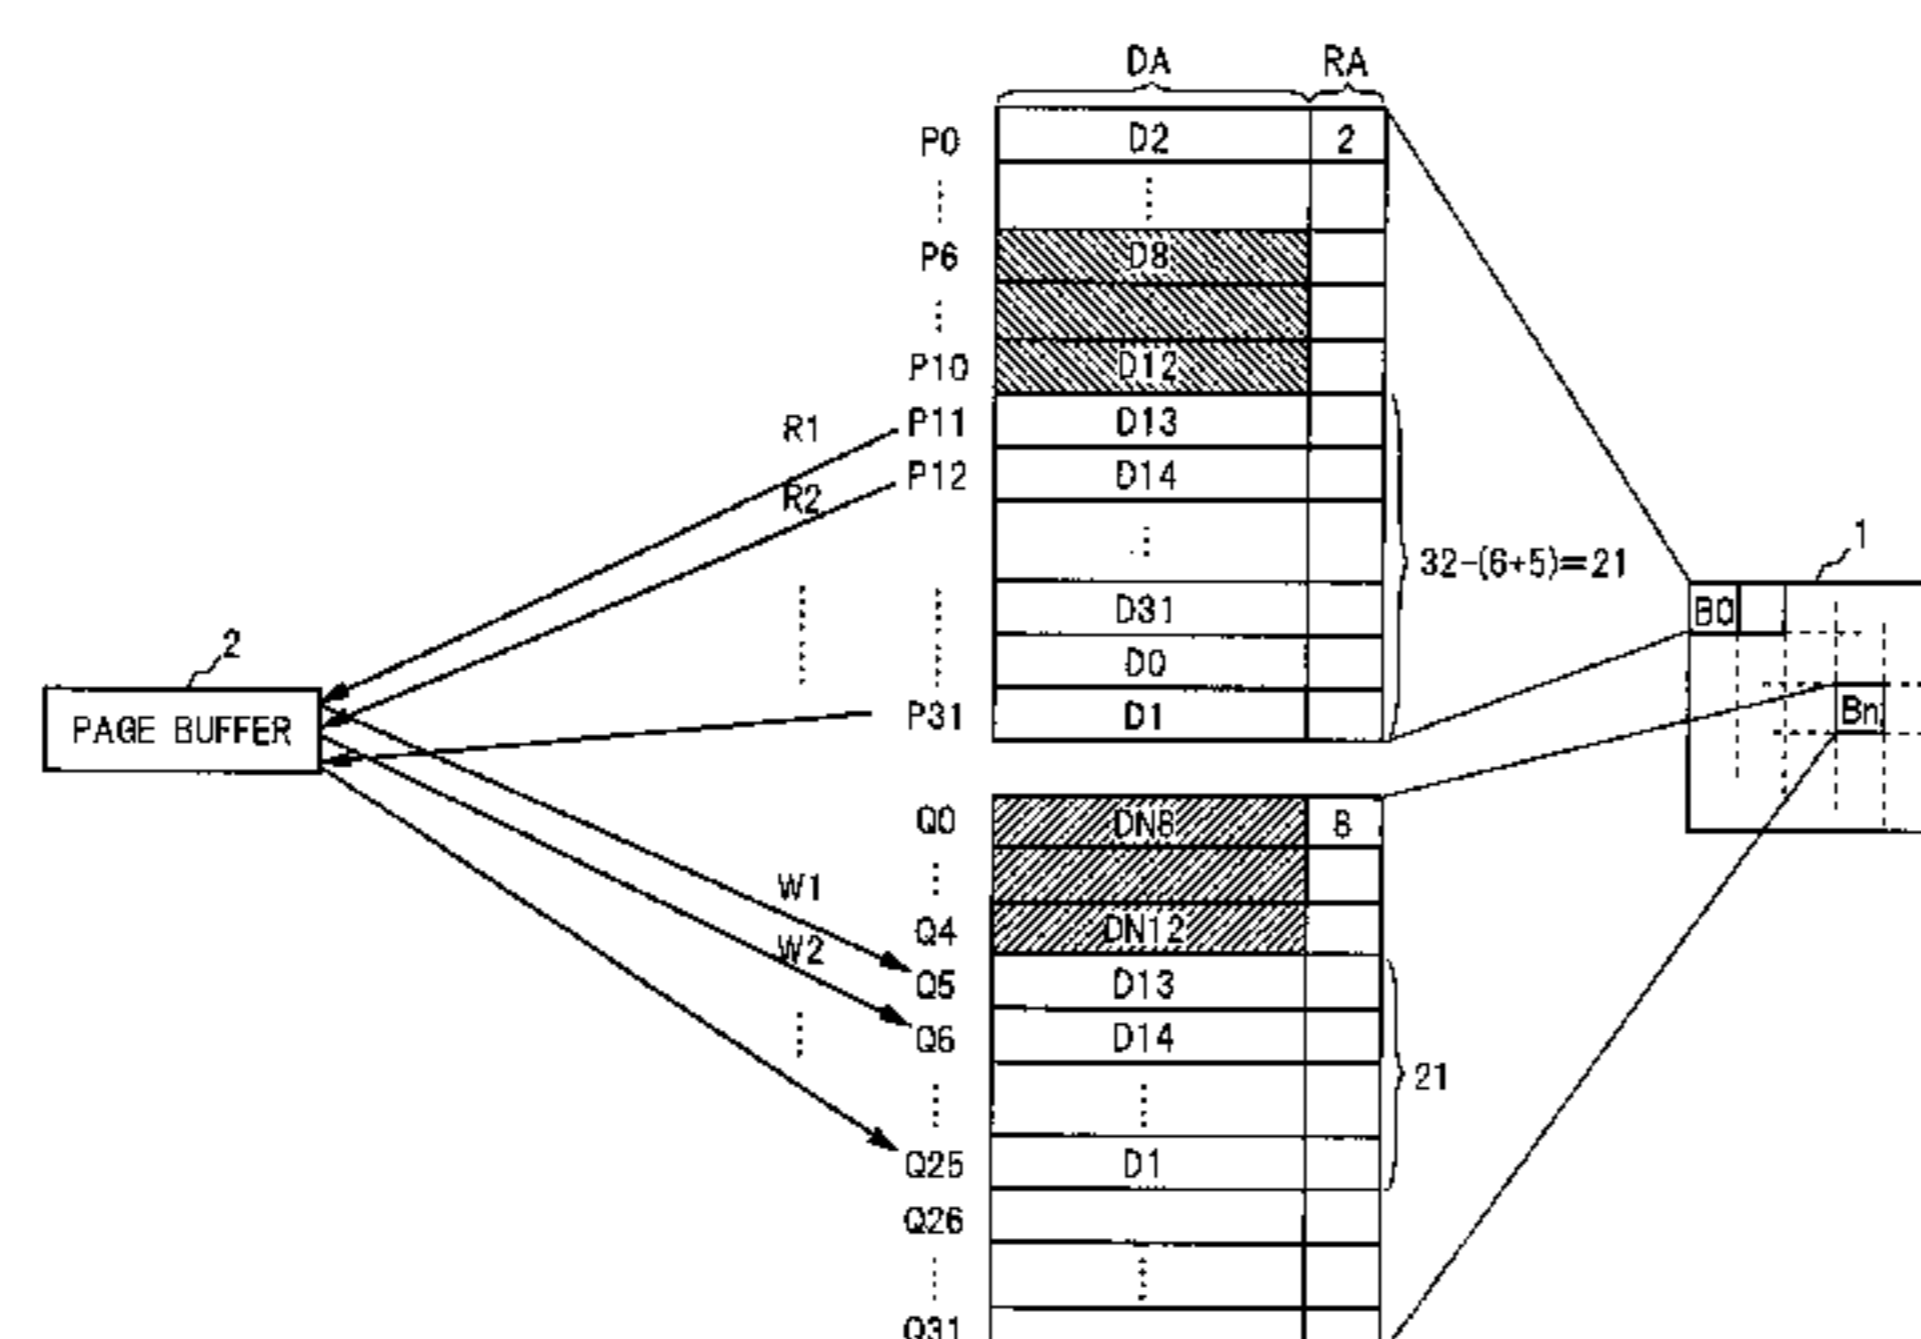 DA RA
P0 D2 2
P6 D8
P10 D12
P11 D13
R1
P12 D14
R2
32-(6+5)=21
1
D31
B0
2
D0
PAGE BUFFER
P31 D1
Bn
Q0 DN8 8
W1
Q4 DN12
W2
Q5 D13
Q6 D14
21
Q25 D1
Q26
Q31